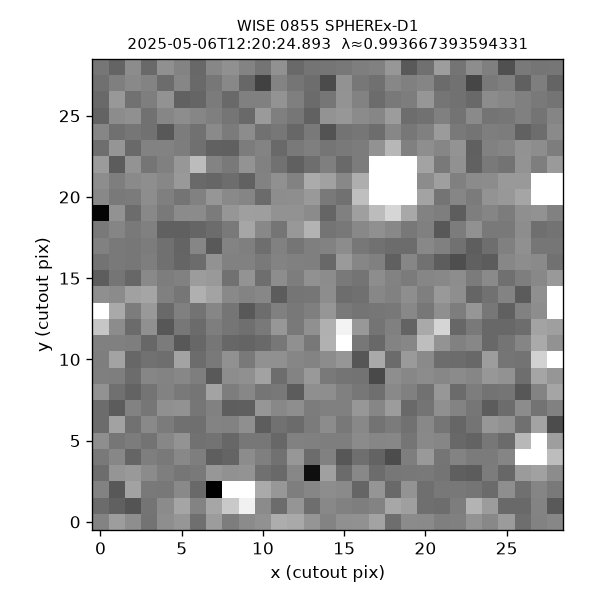 WISE 0855 SPHEREx-D1
2025-05-06T12:20:24.893 λ≈0.993667393594331
25
20
15
10
5
0
y (cutout pix)
0 5 10 15 20 25
x (cutout pix)